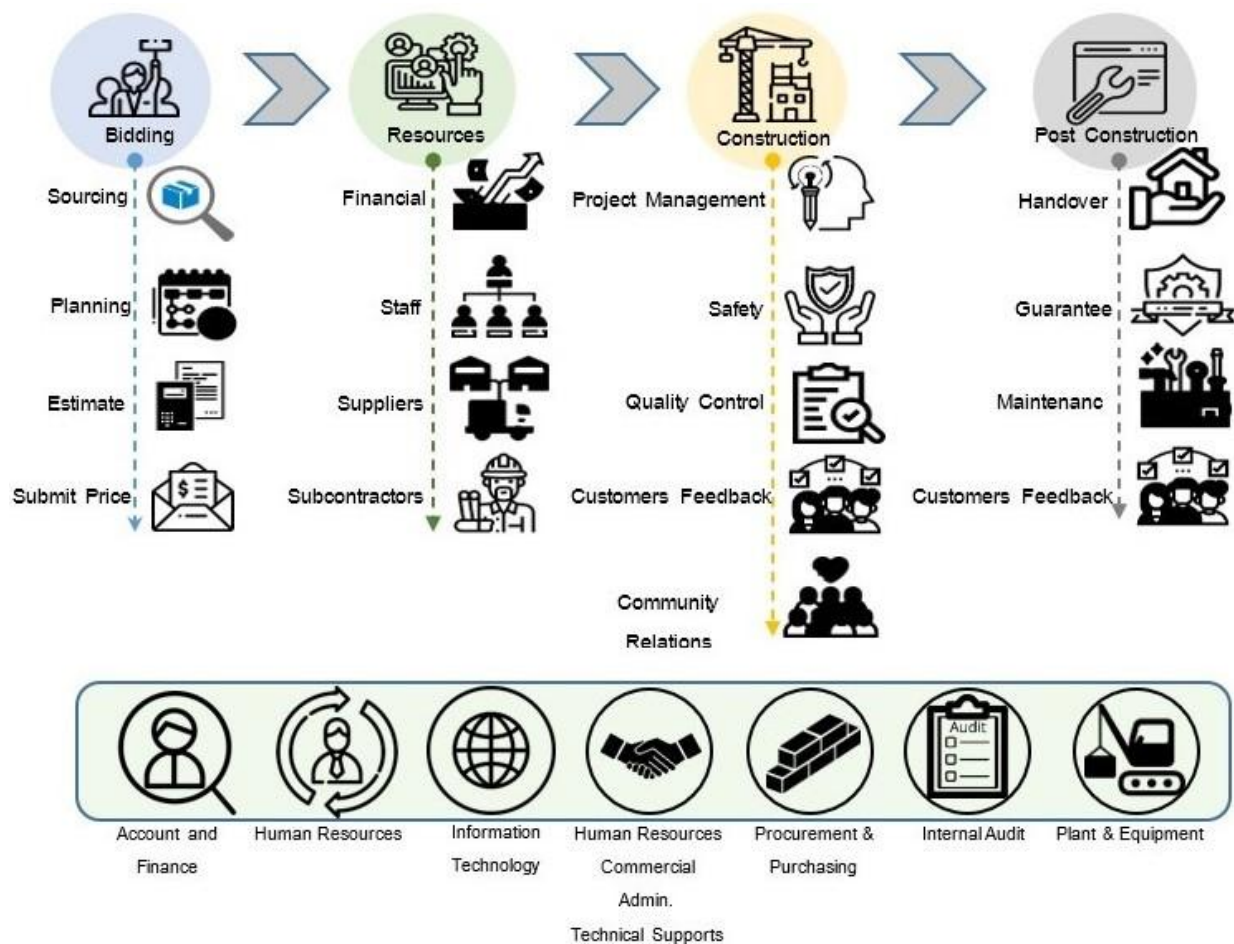 Bidding
Resources
Construction
Post Construction
Sourcing
Planning
Estimate
Submit Price
$
Financial
Staff
Suppliers
Subcontractors
Project Management
Safety
Quality Control
Customers Feedback
Community
Relations
Handover
Guarantee
Maintenanc
Customers Feedback
Audit
Account and
Finance
Human Resources
Information
Technology
Human Resources
Commercial
Admin.
Technical Supports
Procurement &
Purchasing
Internal Audit
Plant & Equipment